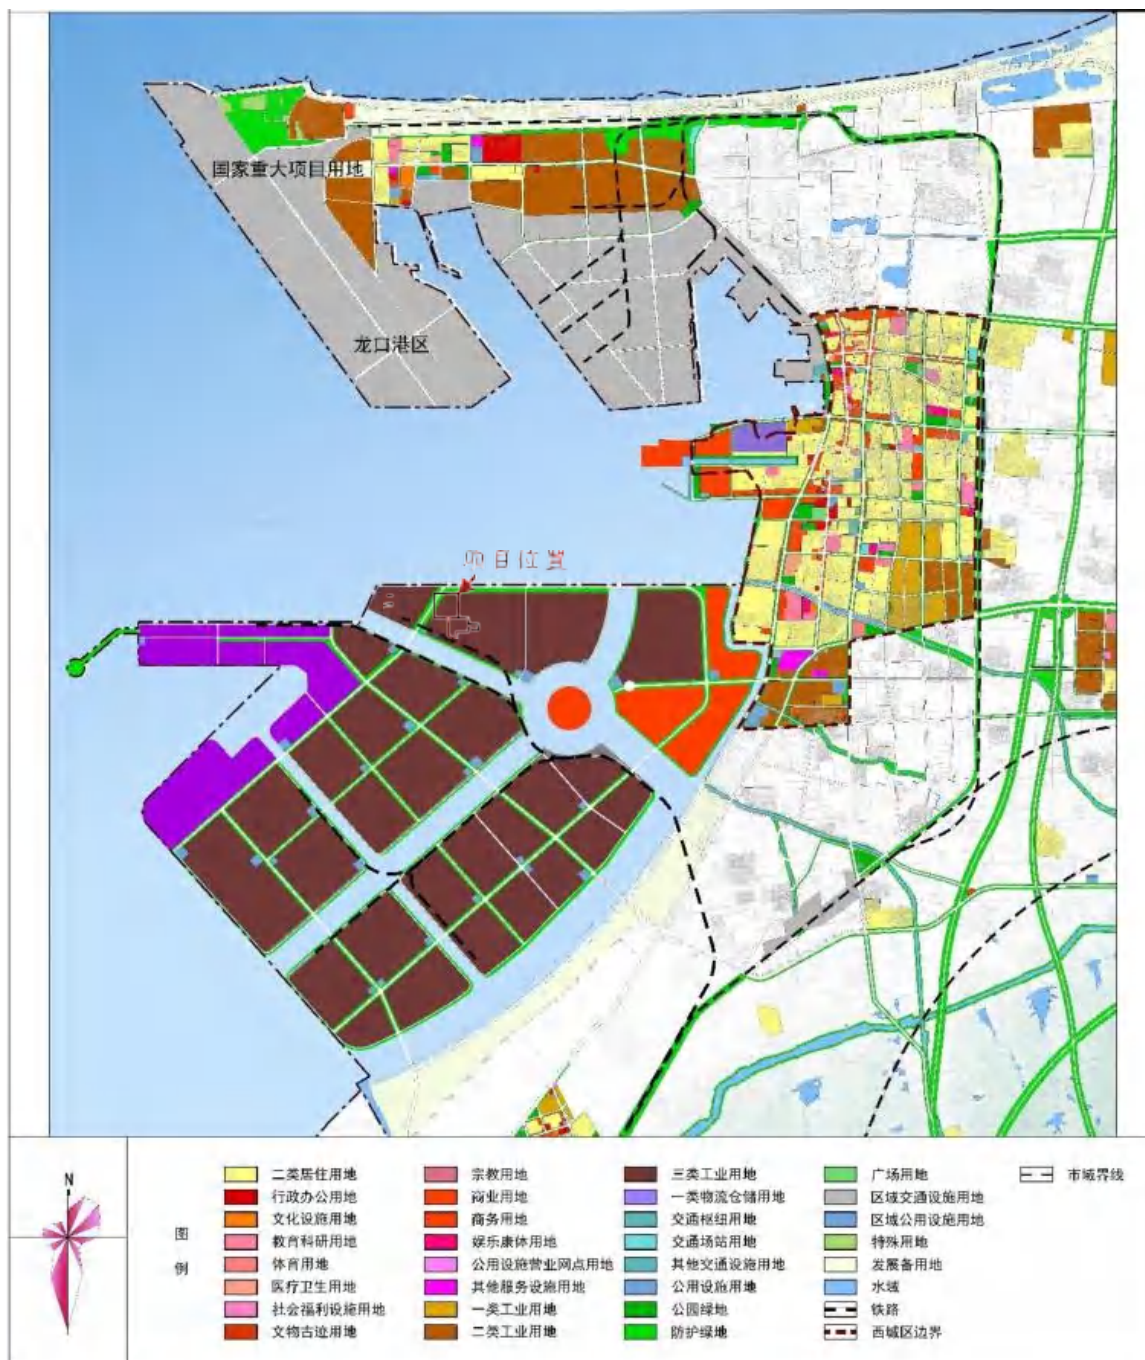 国家重大项目用地
龙口港区
项目位置
N
图例
二类居住用地
行政办公用地
文化设施用地
教育科研用地
体育用地
医疗卫生用地
社会福利设施用地
文物古迹用地
宗教用地
商业用地
商务用地
娱乐康体用地
公用设施营业网点用地
其他服务设施用地
一类工业用地
二类工业用地
三类工业用地
一类物流仓储用地
交通枢纽用地
交通场站用地
其他交通设施用地
公用设施用地
公园绿地
防护绿地
广场用地
区域交通设施用地
区域公用设施用地
特殊用地
发展备用地
水域
铁路
西城区边界
市域界线